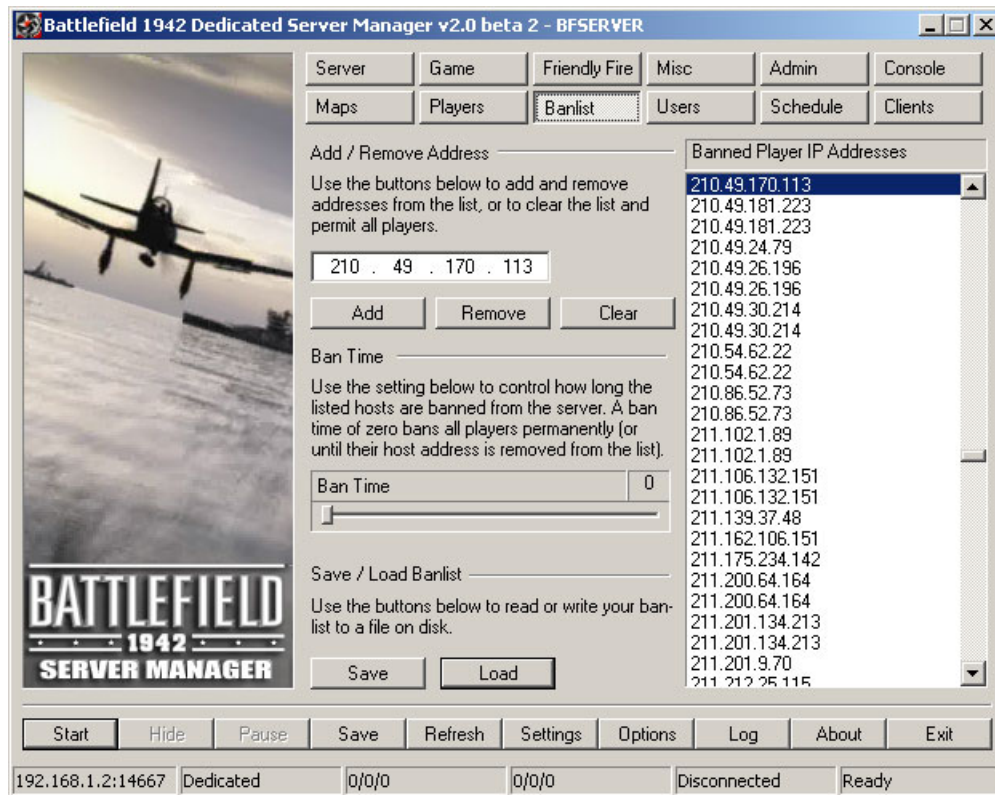 Battlefield 1942 Dedicated Server Manager v2.0 beta 2 - BFSERVER
Server Game Friendly Fire Misc Admin Console
Maps Players Banlist Users Schedule Clients
Add / Remove Address
Use the buttons below to add and remove
addresses from the list, or to clear the list and
permit all players.
210 . 49 . 170 . 113
Add Remove Clear
Ban Time
Use the setting below to control how long the
listed hosts are banned from the server. A ban
time of zero bans all players permanently (or
until their host address is removed from the list).
Ban Time 0
Save / Load Banlist
Use the buttons below to read or write your ban-
list to a file on disk.
Save Load
Banned Player IP Addresses
210.49.170.113
210.49.181.223
210.49.181.223
210.49.24.79
210.49.26.196
210.49.26.196
210.49.30.214
210.49.30.214
210.54.62.22
210.54.62.22
210.86.52.73
210.86.52.73
211.102.1.89
211.102.1.89
211.106.132.151
211.106.132.151
211.139.37.48
211.162.106.151
211.175.234.142
211.200.64.164
211.200.64.164
211.201.134.213
211.201.134.213
211.201.9.70
211.212.25.115
BATTLEFIELD
1942
SERVER MANAGER
Start Hide Pause Save Refresh Settings Options Log About Exit
192.168.1.2:14667 Dedicated 0/0/0 0/0/0 Disconnected Ready